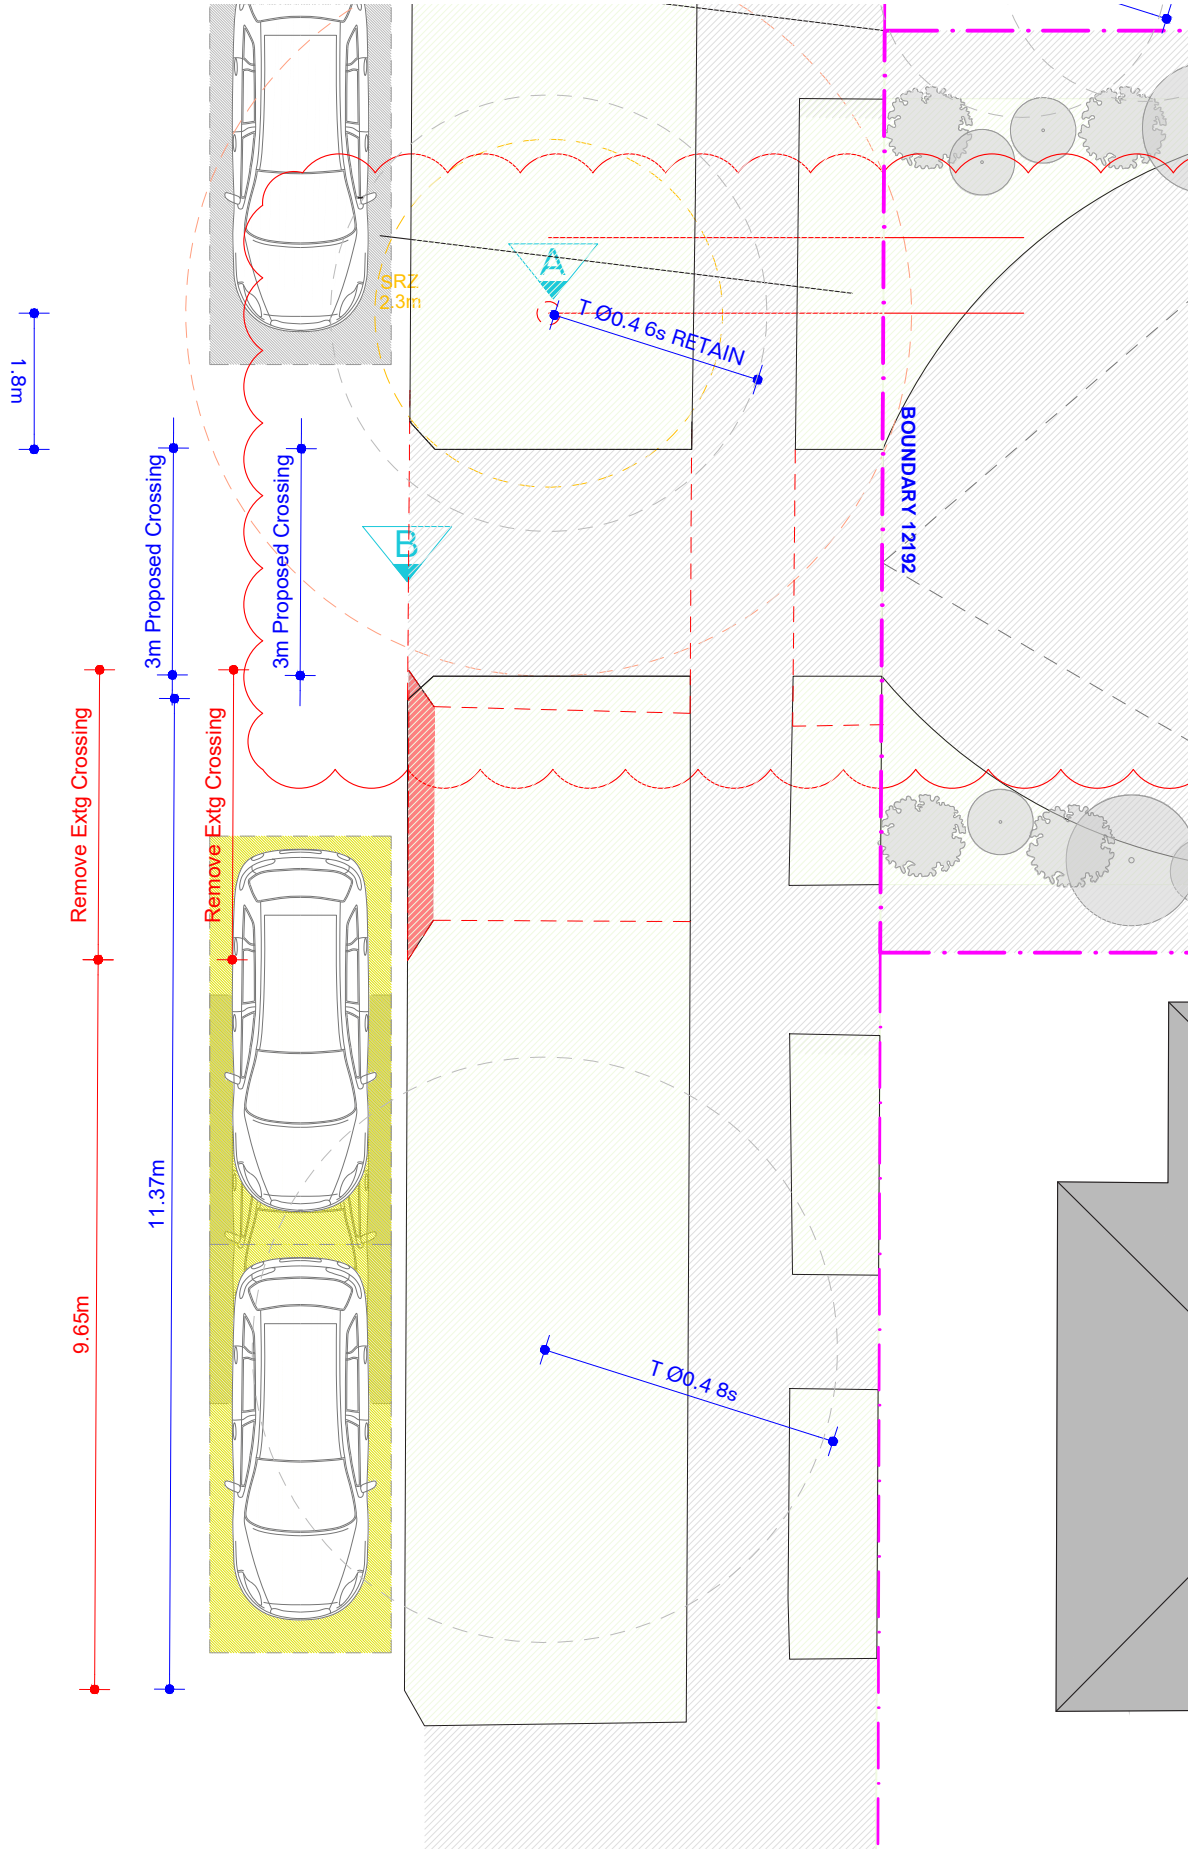 A
SRZ
2.3m
T Ø0.4 6s RETAIN
1.8m
BOUNDARY 12192
3m Proposed Crossing
3m Proposed Crossing
B
Remove Extg Crossing
Remove Extg Crossing
11.37m
9.65m
T Ø0.4 8s